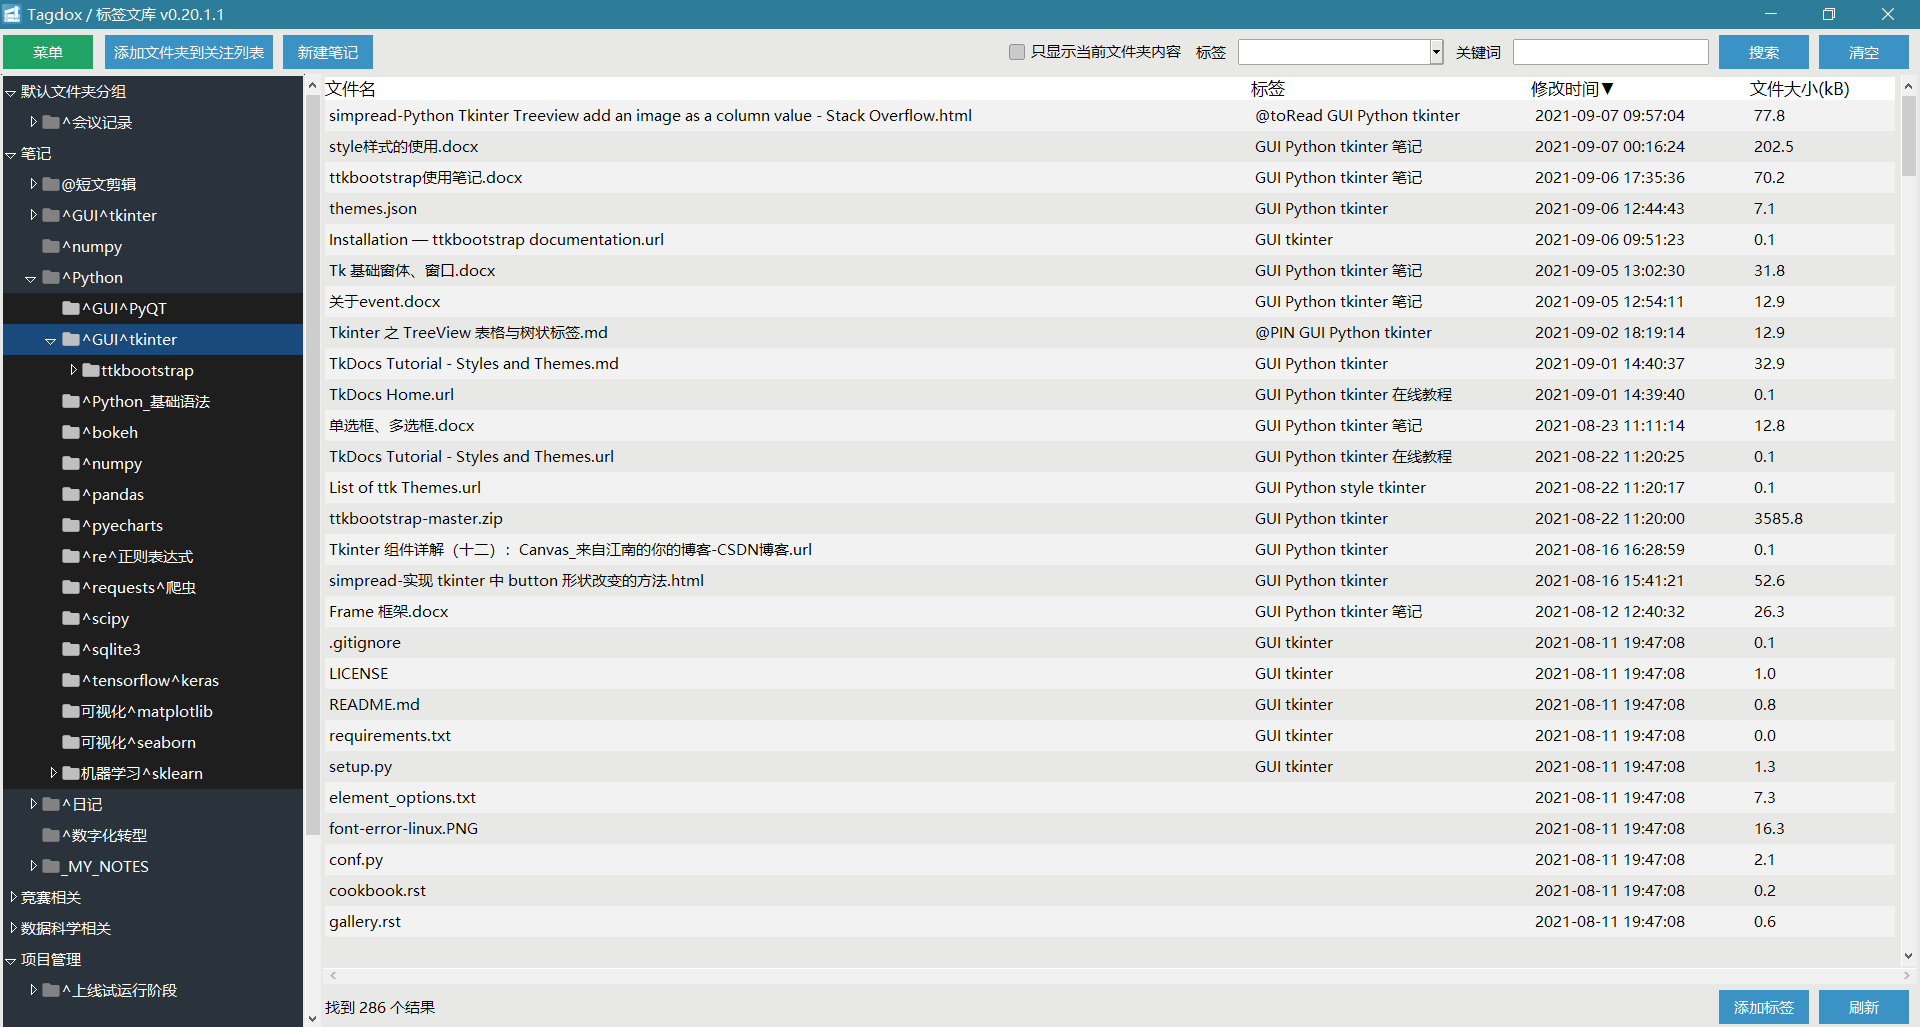 Tagdox / 标签文库 v0.20.1.1
菜单 添加文件夹到关注列表 新建笔记 只显示当前文件夹内容 标签 关键词 搜索 清空
默认文件夹分组
^会议记录
笔记
@短文剪辑
^GUI^tkinter
^numpy
^Python
^GUI^PyQT
^GUI^tkinter
ttkbootstrap
^Python_基础语法
^bokeh
^numpy
^pandas
^pyecharts
^re^正则表达式
^requests^爬虫
^scipy
^sqlite3
^tensorflow^keras
可视化^matplotlib
可视化^seaborn
机器学习^sklearn
^日记
^数字化转型
_MY_NOTES
竞赛相关
数据科学相关
项目管理
^上线试运行阶段
文件名 标签 修改时间▼ 文件大小(kB)
simpread-Python Tkinter Treeview add an image as a column value - Stack Overflow.html @toRead GUI Python tkinter 2021-09-07 09:57:04 77.8
style样式的使用.docx GUI Python tkinter 笔记 2021-09-07 00:16:24 202.5
ttkbootstrap使用笔记.docx GUI Python tkinter 笔记 2021-09-06 17:35:36 70.2
themes.json GUI Python tkinter 2021-09-06 12:44:43 7.1
Installation — ttkbootstrap documentation.url GUI tkinter 2021-09-06 09:51:23 0.1
Tk 基础窗体、窗口.docx GUI Python tkinter 笔记 2021-09-05 13:02:30 31.8
关于event.docx GUI Python tkinter 笔记 2021-09-05 12:54:11 12.9
Tkinter 之 TreeView 表格与树状标签.md @PIN GUI Python tkinter 2021-09-02 18:19:14 12.9
TkDocs Tutorial - Styles and Themes.md GUI Python tkinter 2021-09-01 14:40:37 32.9
TkDocs Home.url GUI Python tkinter 在线教程 2021-09-01 14:39:40 0.1
单选框、多选框.docx GUI Python tkinter 笔记 2021-08-23 11:11:14 12.8
TkDocs Tutorial - Styles and Themes.url GUI Python tkinter 在线教程 2021-08-22 11:20:25 0.1
List of ttk Themes.url GUI Python style tkinter 2021-08-22 11:20:17 0.1
ttkbootstrap-master.zip GUI Python tkinter 2021-08-22 11:20:00 3585.8
Tkinter 组件详解（十二）：Canvas_来自江南的你的博客-CSDN博客.url GUI Python tkinter 2021-08-16 16:28:59 0.1
simpread-实现 tkinter 中 button 形状改变的方法.html GUI Python tkinter 2021-08-16 15:41:21 52.6
Frame 框架.docx GUI Python tkinter 笔记 2021-08-12 12:40:32 26.3
.gitignore GUI tkinter 2021-08-11 19:47:08 0.1
LICENSE GUI tkinter 2021-08-11 19:47:08 1.0
README.md GUI tkinter 2021-08-11 19:47:08 0.8
requirements.txt GUI tkinter 2021-08-11 19:47:08 0.0
setup.py GUI tkinter 2021-08-11 19:47:08 1.3
element_options.txt 2021-08-11 19:47:08 7.3
font-error-linux.PNG 2021-08-11 19:47:08 16.3
conf.py 2021-08-11 19:47:08 2.1
cookbook.rst 2021-08-11 19:47:08 0.2
gallery.rst 2021-08-11 19:47:08 0.6
找到 286 个结果 添加标签 刷新